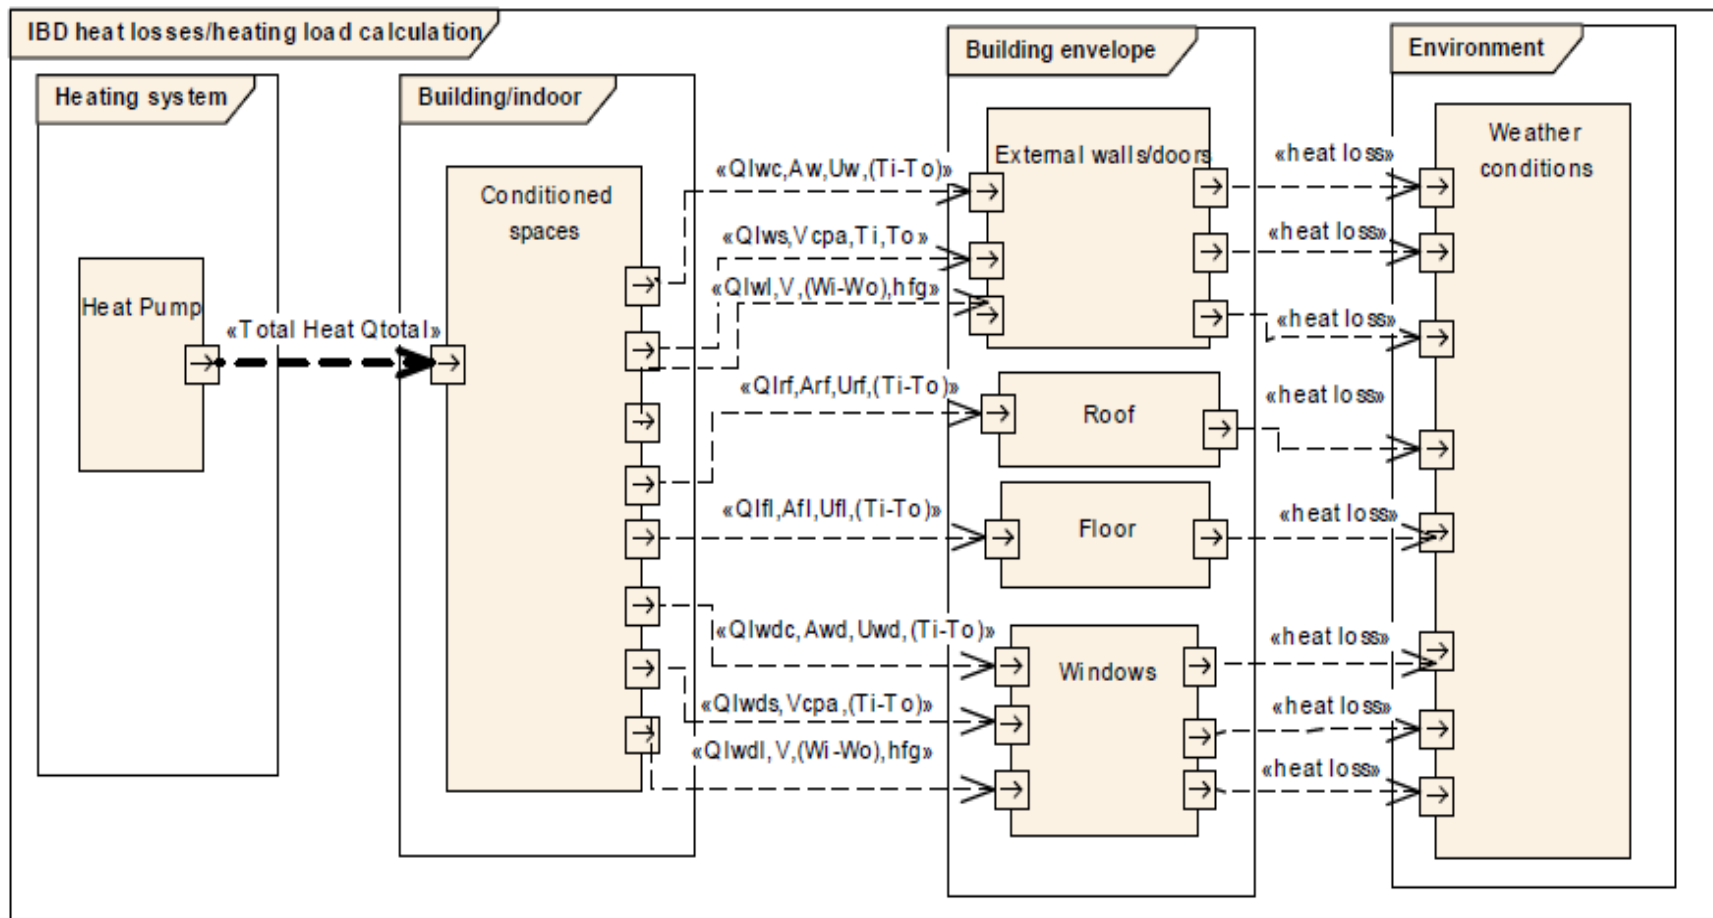 IBD heat losses/heating load calculation
Heating system
Heat Pump
«Total Heat Qtotal»
Building/indoor
Conditioned
spaces
«Qlwc,Aw,Uw,(Ti-To)»
«Qlws,Vcpa,Ti,To»
«Qlwl,V,(Wi-Wo),hfg»
«Qlrf,Arf,Urf,(Ti-To)»
«Qlfl,Afl,Ufl,(Ti-To)»
«Qlwdc,Awd,Uwd,(Ti-To)»
«Qlwds,Vcpa,(Ti-To)»
«Qlwdl,V,(Wi-Wo),hfg»
Building envelope
External walls/doors
Roof
Floor
Windows
«heat loss»
«heat loss»
«heat loss»
«heat loss»
«heat loss»
«heat loss»
«heat loss»
«heat loss»
Environment
Weather
conditions